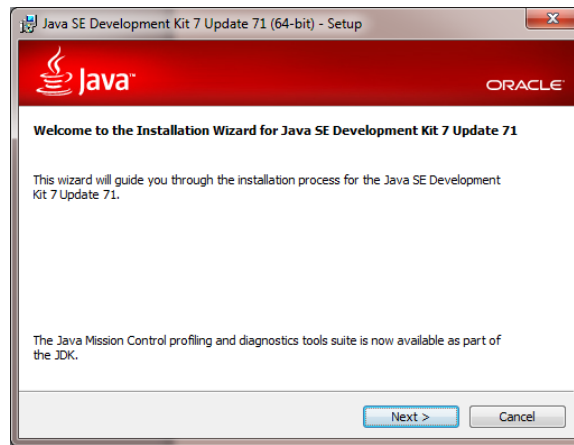 Java SE Development Kit 7 Update 71 (64-bit) - Setup
Java™
ORACLE®
Welcome to the Installation Wizard for Java SE Development Kit 7 Update 71
This wizard will guide you through the installation process for the Java SE Development
Kit 7 Update 71.
The Java Mission Control profiling and diagnostics tools suite is now available as part of
the JDK.
Next >
Cancel